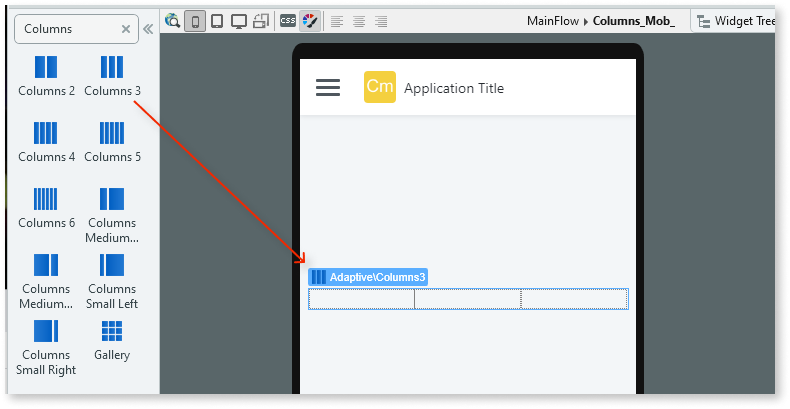 Columns
CSS
MainFlow Columns_Mob_
Widget Tree
Columns 2
Columns 3
Columns 4
Columns 5
Columns 6
Columns
Medium...
Columns
Medium...
Columns
Small Left
Columns
Small Right
Gallery
Cm
Application Title
Adaptive\Columns3